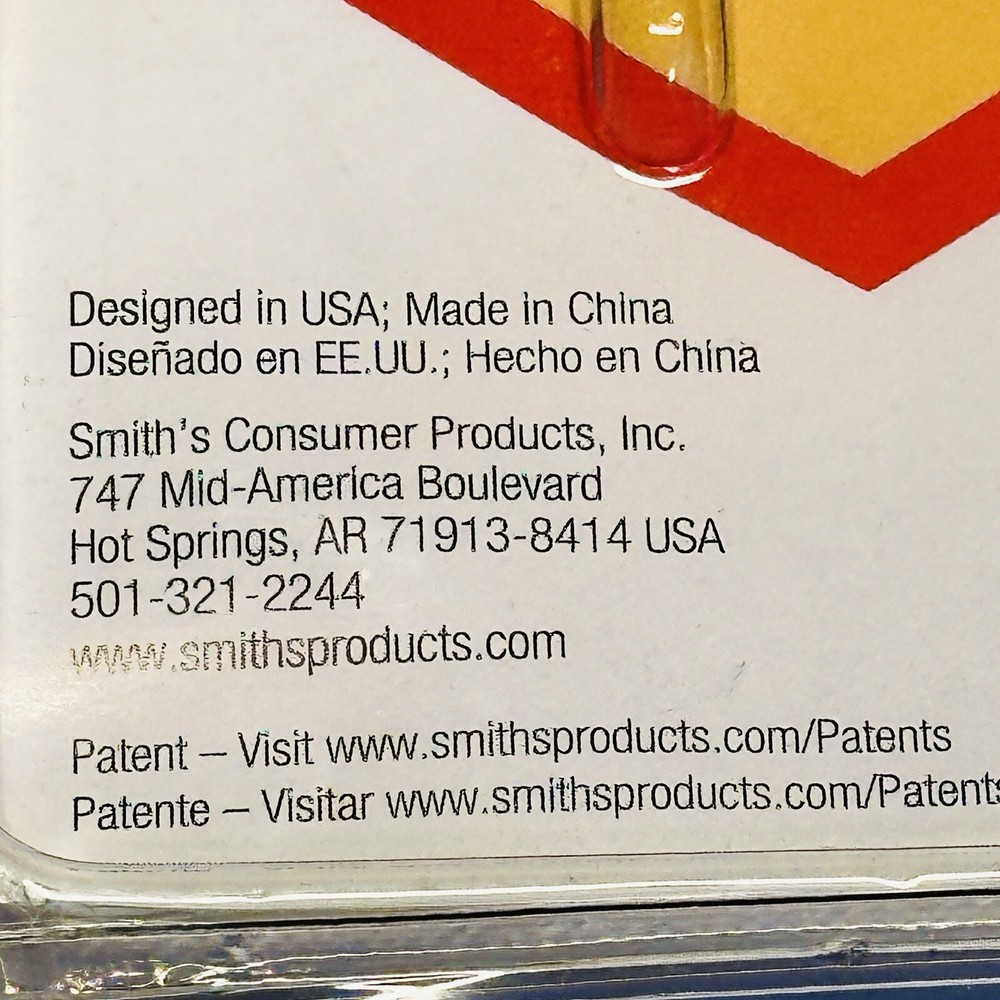 Designed in USA; Made in China
Diseñado en EE.UU.; Hecho en China
Smith's Consumer Products, Inc.
747 Mid-America Boulevard
Hot Springs, AR 71913-8414 USA
501-321-2244
www.smithsproducts.com
Patent – Visit www.smithsproducts.com/Patents
Patente – Visitar www.smithsproducts.com/Patents